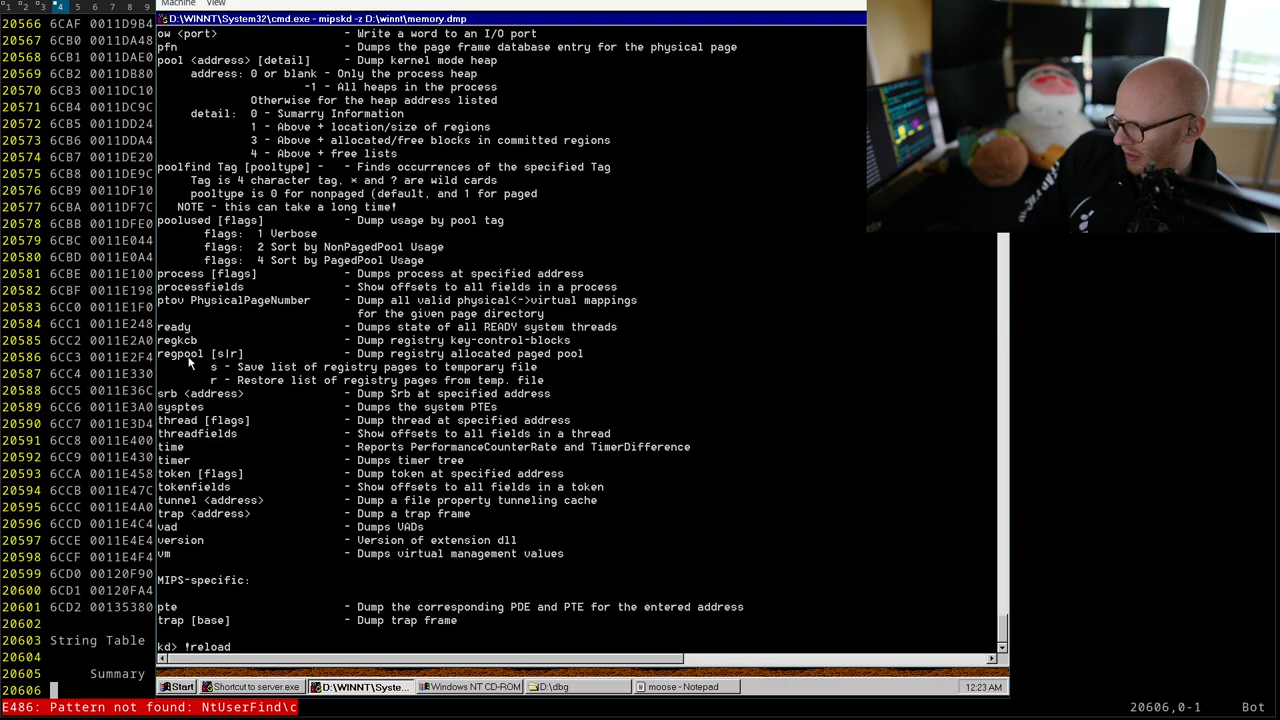 Machine View
1 2 3 4 5 6 7 8 9
D:\WINNT\System32\cmd.exe - mipskd -z D:\winnt\memory.dmp
20566 6CAF 0011D9B4
20567 6CB0 0011DA48
20568 6CB1 0011DAE0
20569 6CB2 0011DB80
20570 6CB3 0011DC10
20571 6CB4 0011DC9C
20572 6CB5 0011DD24
20573 6CB6 0011DDA4
20574 6CB7 0011DE20
20575 6CB8 0011DE9C
20576 6CB9 0011DF10
20577 6CBA 0011DF7C
20578 6CBB 0011DFE0
20579 6CBC 0011E044
20580 6CBD 0011E0A4
20581 6CBE 0011E100
20582 6CBF 0011E198
20583 6CC0 0011E1F0
20584 6CC1 0011E248
20585 6CC2 0011E2A0
20586 6CC3 0011E2F4
20587 6CC4 0011E330
20588 6CC5 0011E36C
20589 6CC6 0011E3A0
20590 6CC7 0011E3D4
20591 6CC8 0011E400
20592 6CC9 0011E430
20593 6CCA 0011E458
20594 6CCB 0011E47C
20595 6CCC 0011E4A0
20596 6CCD 0011E4C4
20597 6CCE 0011E4E4
20598 6CCF 0011E4F4
20599 6CD0 00120F90
20600 6CD1 00120FA4
20601 6CD2 00135380
20602
20603 String Table
20604
20605 Summary
20606
ow <port> - Write a word to an I/O port
pfn - Dumps the page frame database entry for the physical page
pool <address> [detail] - Dump kernel mode heap
address: 0 or blank - Only the process heap
-1 - All heaps in the process
Otherwise for the heap address listed
detail: 0 - Sumarry Information
1 - Above + location/size of regions
3 - Above + allocated/free blocks in committed regions
4 - Above + free lists
poolfind Tag [pooltype] - - Finds occurrences of the specified Tag
Tag is 4 character tag, * and ? are wild cards
pooltype is 0 for nonpaged (default, and 1 for paged
NOTE - this can take a long time!
poolused [flags] - Dump usage by pool tag
flags: 1 Verbose
flags: 2 Sort by NonPagedPool Usage
flags: 4 Sort by PagedPool Usage
process [flags] - Dumps process at specified address
processfields - Show offsets to all fields in a process
ptov PhysicalPageNumber - Dump all valid physical<->virtual mappings
for the given page directory
ready - Dumps state of all READY system threads
regkcb - Dump registry key-control-blocks
regpool [s|r] - Dump registry allocated paged pool
s - Save list of registry pages to temporary file
r - Restore list of registry pages from temp. file
srb <address> - Dump Srb at specified address
sysptes - Dumps the system PTEs
thread [flags] - Dump thread at specified address
threadfields - Show offsets to all fields in a thread
time - Reports PerformanceCounterRate and TimerDifference
timer - Dumps timer tree
token [flags] - Dump token at specified address
tokenfields - Show offsets to all fields in a token
tunnel <address> - Dump a file property tunneling cache
trap <address> - Dump a trap frame
vad - Dumps VADs
version - Version of extension dll
vm - Dumps virtual management values
MIPS-specific:
pte - Dump the corresponding PDE and PTE for the entered address
trap [base] - Dump trap frame
kd> !reload
Start Shortcut to server.exe D:\WINNT\Syste... Windows NT CD-ROM D:\dbg moose - Notepad 12:23 AM
E486: Pattern not found: NtUserFind\c 20606,0-1 Bot